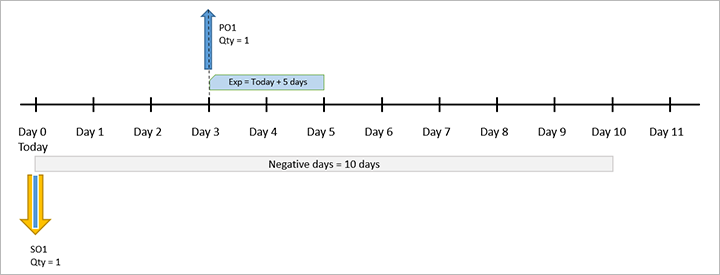 PO1
Qty = 1
Exp = Today + 5 days
Day 0 Day 1 Day 2 Day 3 Day 4 Day 5 Day 6 Day 7 Day 8 Day 9 Day 10 Day 11
Today
Negative days = 10 days
SO1
Qty = 1